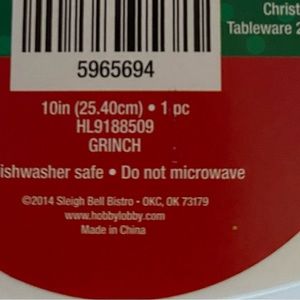 Christ
Tableware 2
5965694
10in (25.40cm) • 1 pc
HL9188509
GRINCH
ishwasher safe • Do not microwave
©2014 Sleigh Bell Bistro - OKC, OK 73179
www.hobbylobby.com
Made in China